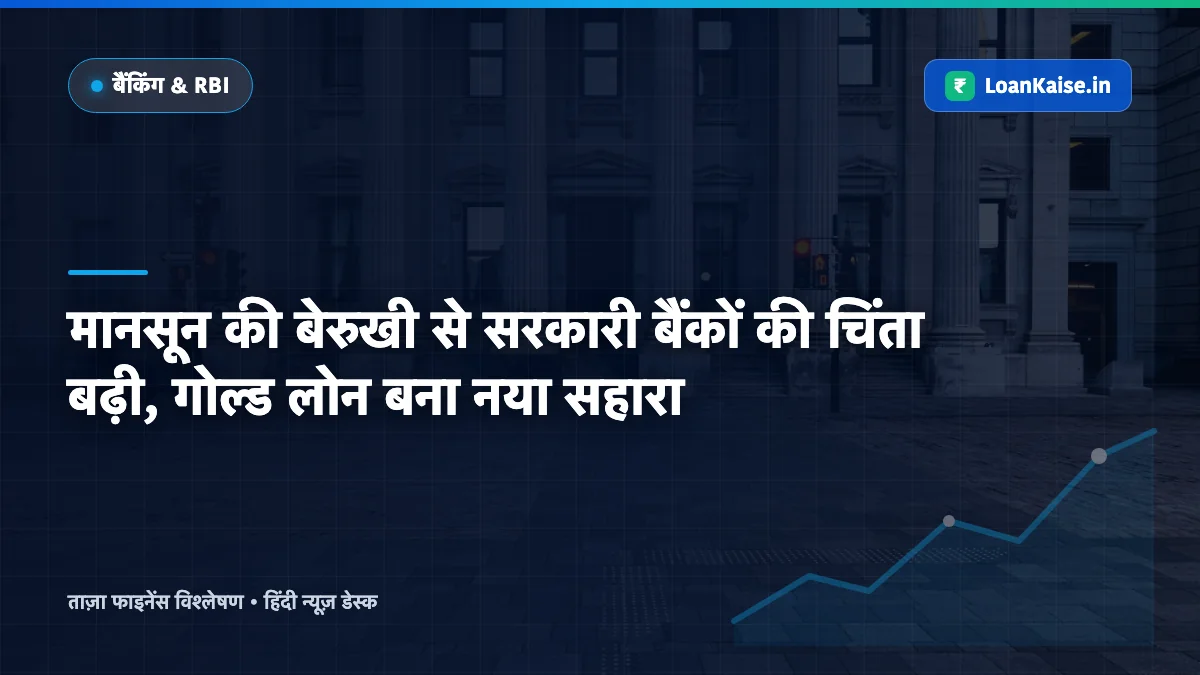 बैंकिंग & RBI
₹ LoanKaise.in
मानसून की बेरुखी से सरकारी बैंकों की चिंता
बढ़ी, गोल्ड लोन बना नया सहारा
ताज़ा फाइनेंस विश्लेषण • हिंदी न्यूज़ डेस्क